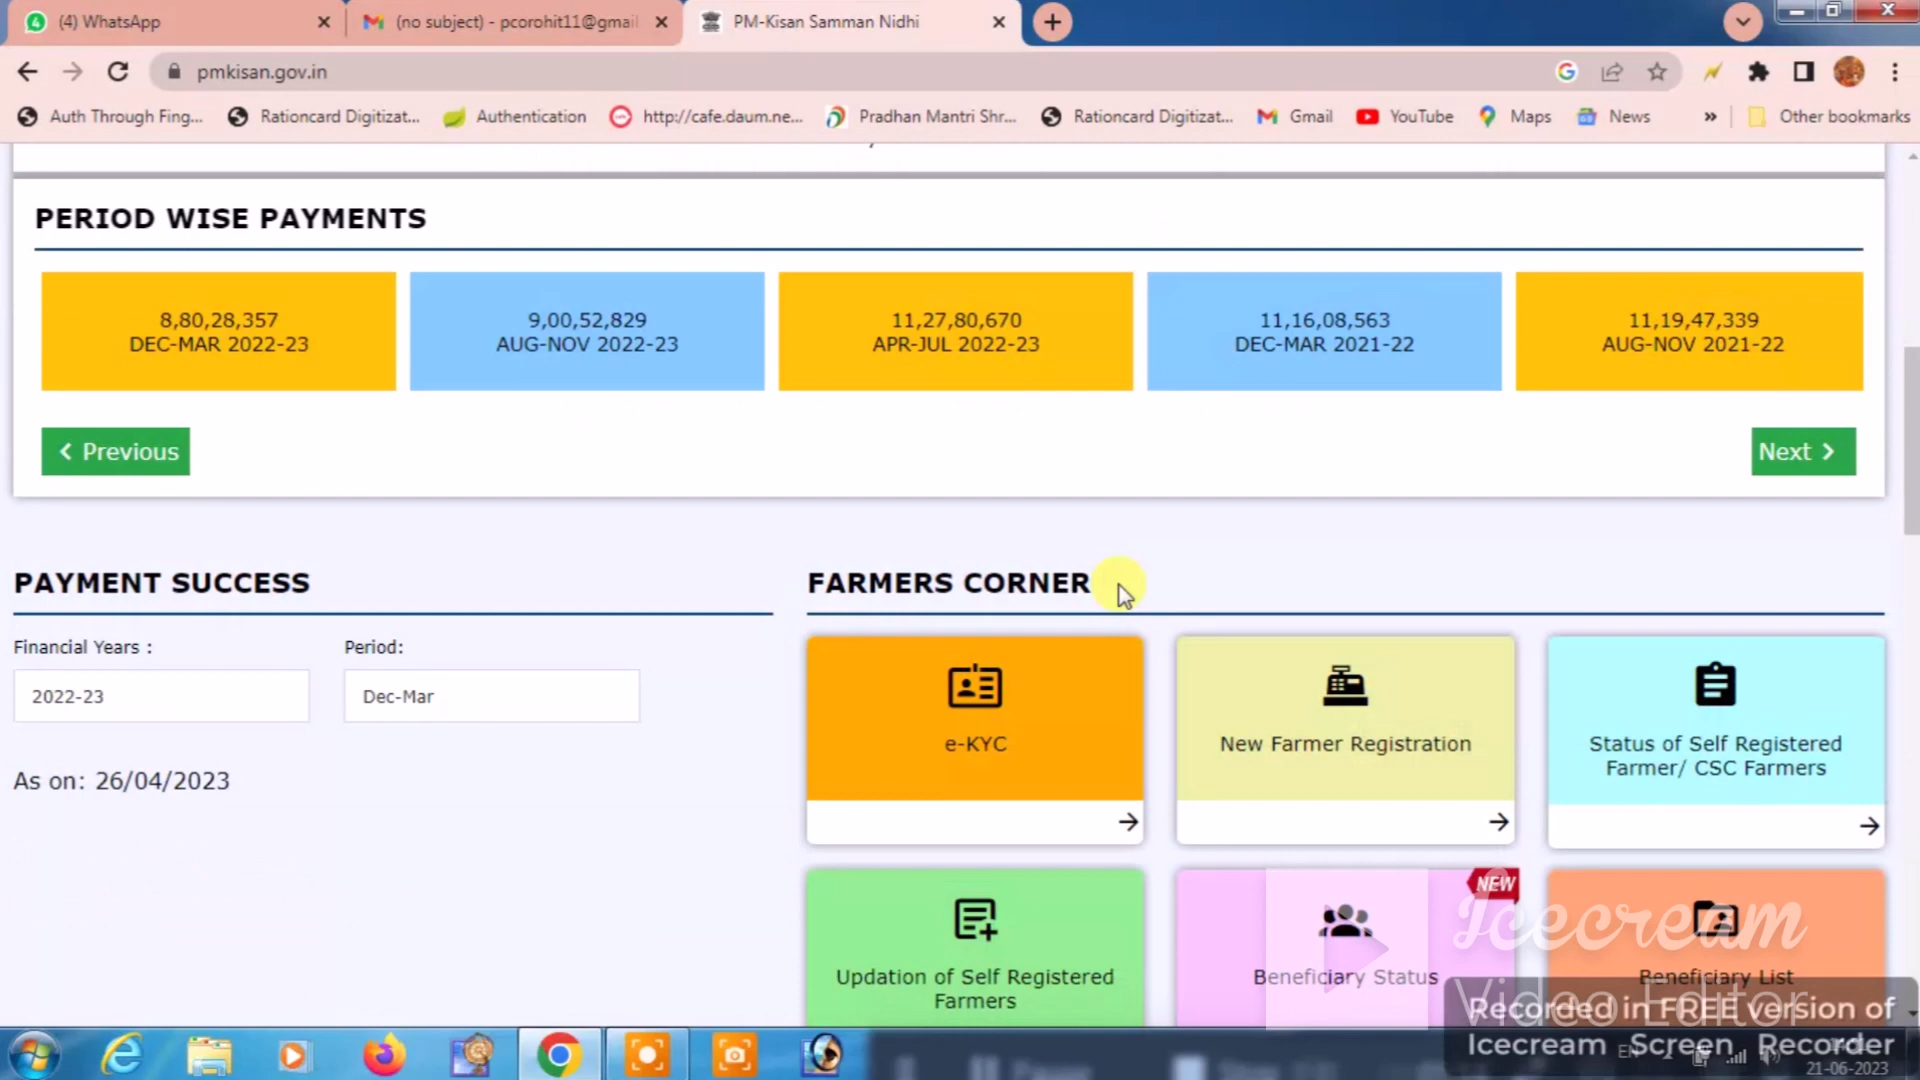 4 (4) WhatsApp
(no subject) - pcorohit11@gmail
PM-Kisan Samman Nidhi
pmkisan.gov.in
Auth Through Fing...
Rationcard Digitizat...
Authentication
http://cafe.daum.ne...
Pradhan Mantri Shr...
Rationcard Digitizat...
Gmail
YouTube
Maps
News
»
Other bookmarks
PERIOD WISE PAYMENTS
8,80,28,357
DEC-MAR 2022-23
9,00,52,829
AUG-NOV 2022-23
11,27,80,670
APR-JUL 2022-23
11,16,08,563
DEC-MAR 2021-22
11,19,47,339
AUG-NOV 2021-22
Previous
Next
PAYMENT SUCCESS
Financial Years :
Period:
2022-23
Dec-Mar
As on: 26/04/2023
FARMERS CORNER
e-KYC
New Farmer Registration
Status of Self Registered
Farmer/ CSC Farmers
Updation of Self Registered
Farmers
NEW
Beneficiary Status
Beneficiary List
Icecream
Video Editor
Recorded in FREE version of
Icecream Screen Recorder
EN
21-06-2023